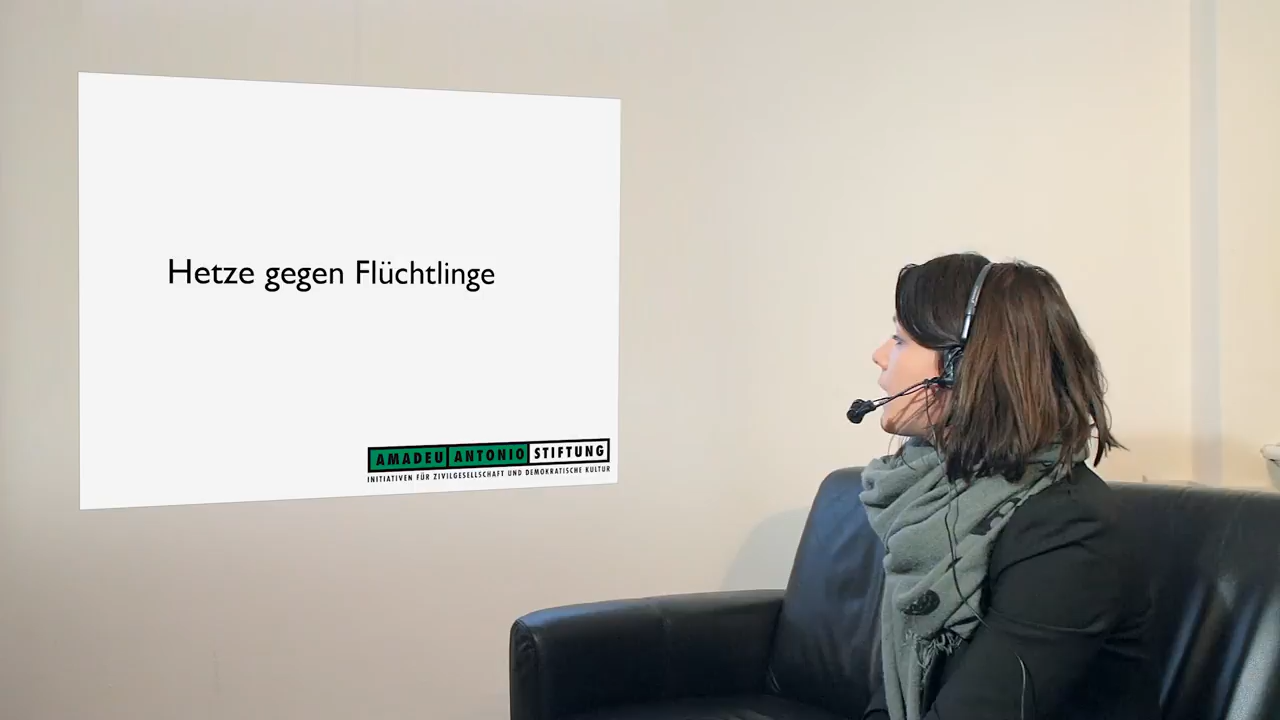 Hetze gegen Flüchtlinge
AMADEU ANTONIO STIFTUNG
INITIATIVEN FÜR ZIVILGESELLSCHAFT UND DEMOKRATISCHE KULTUR